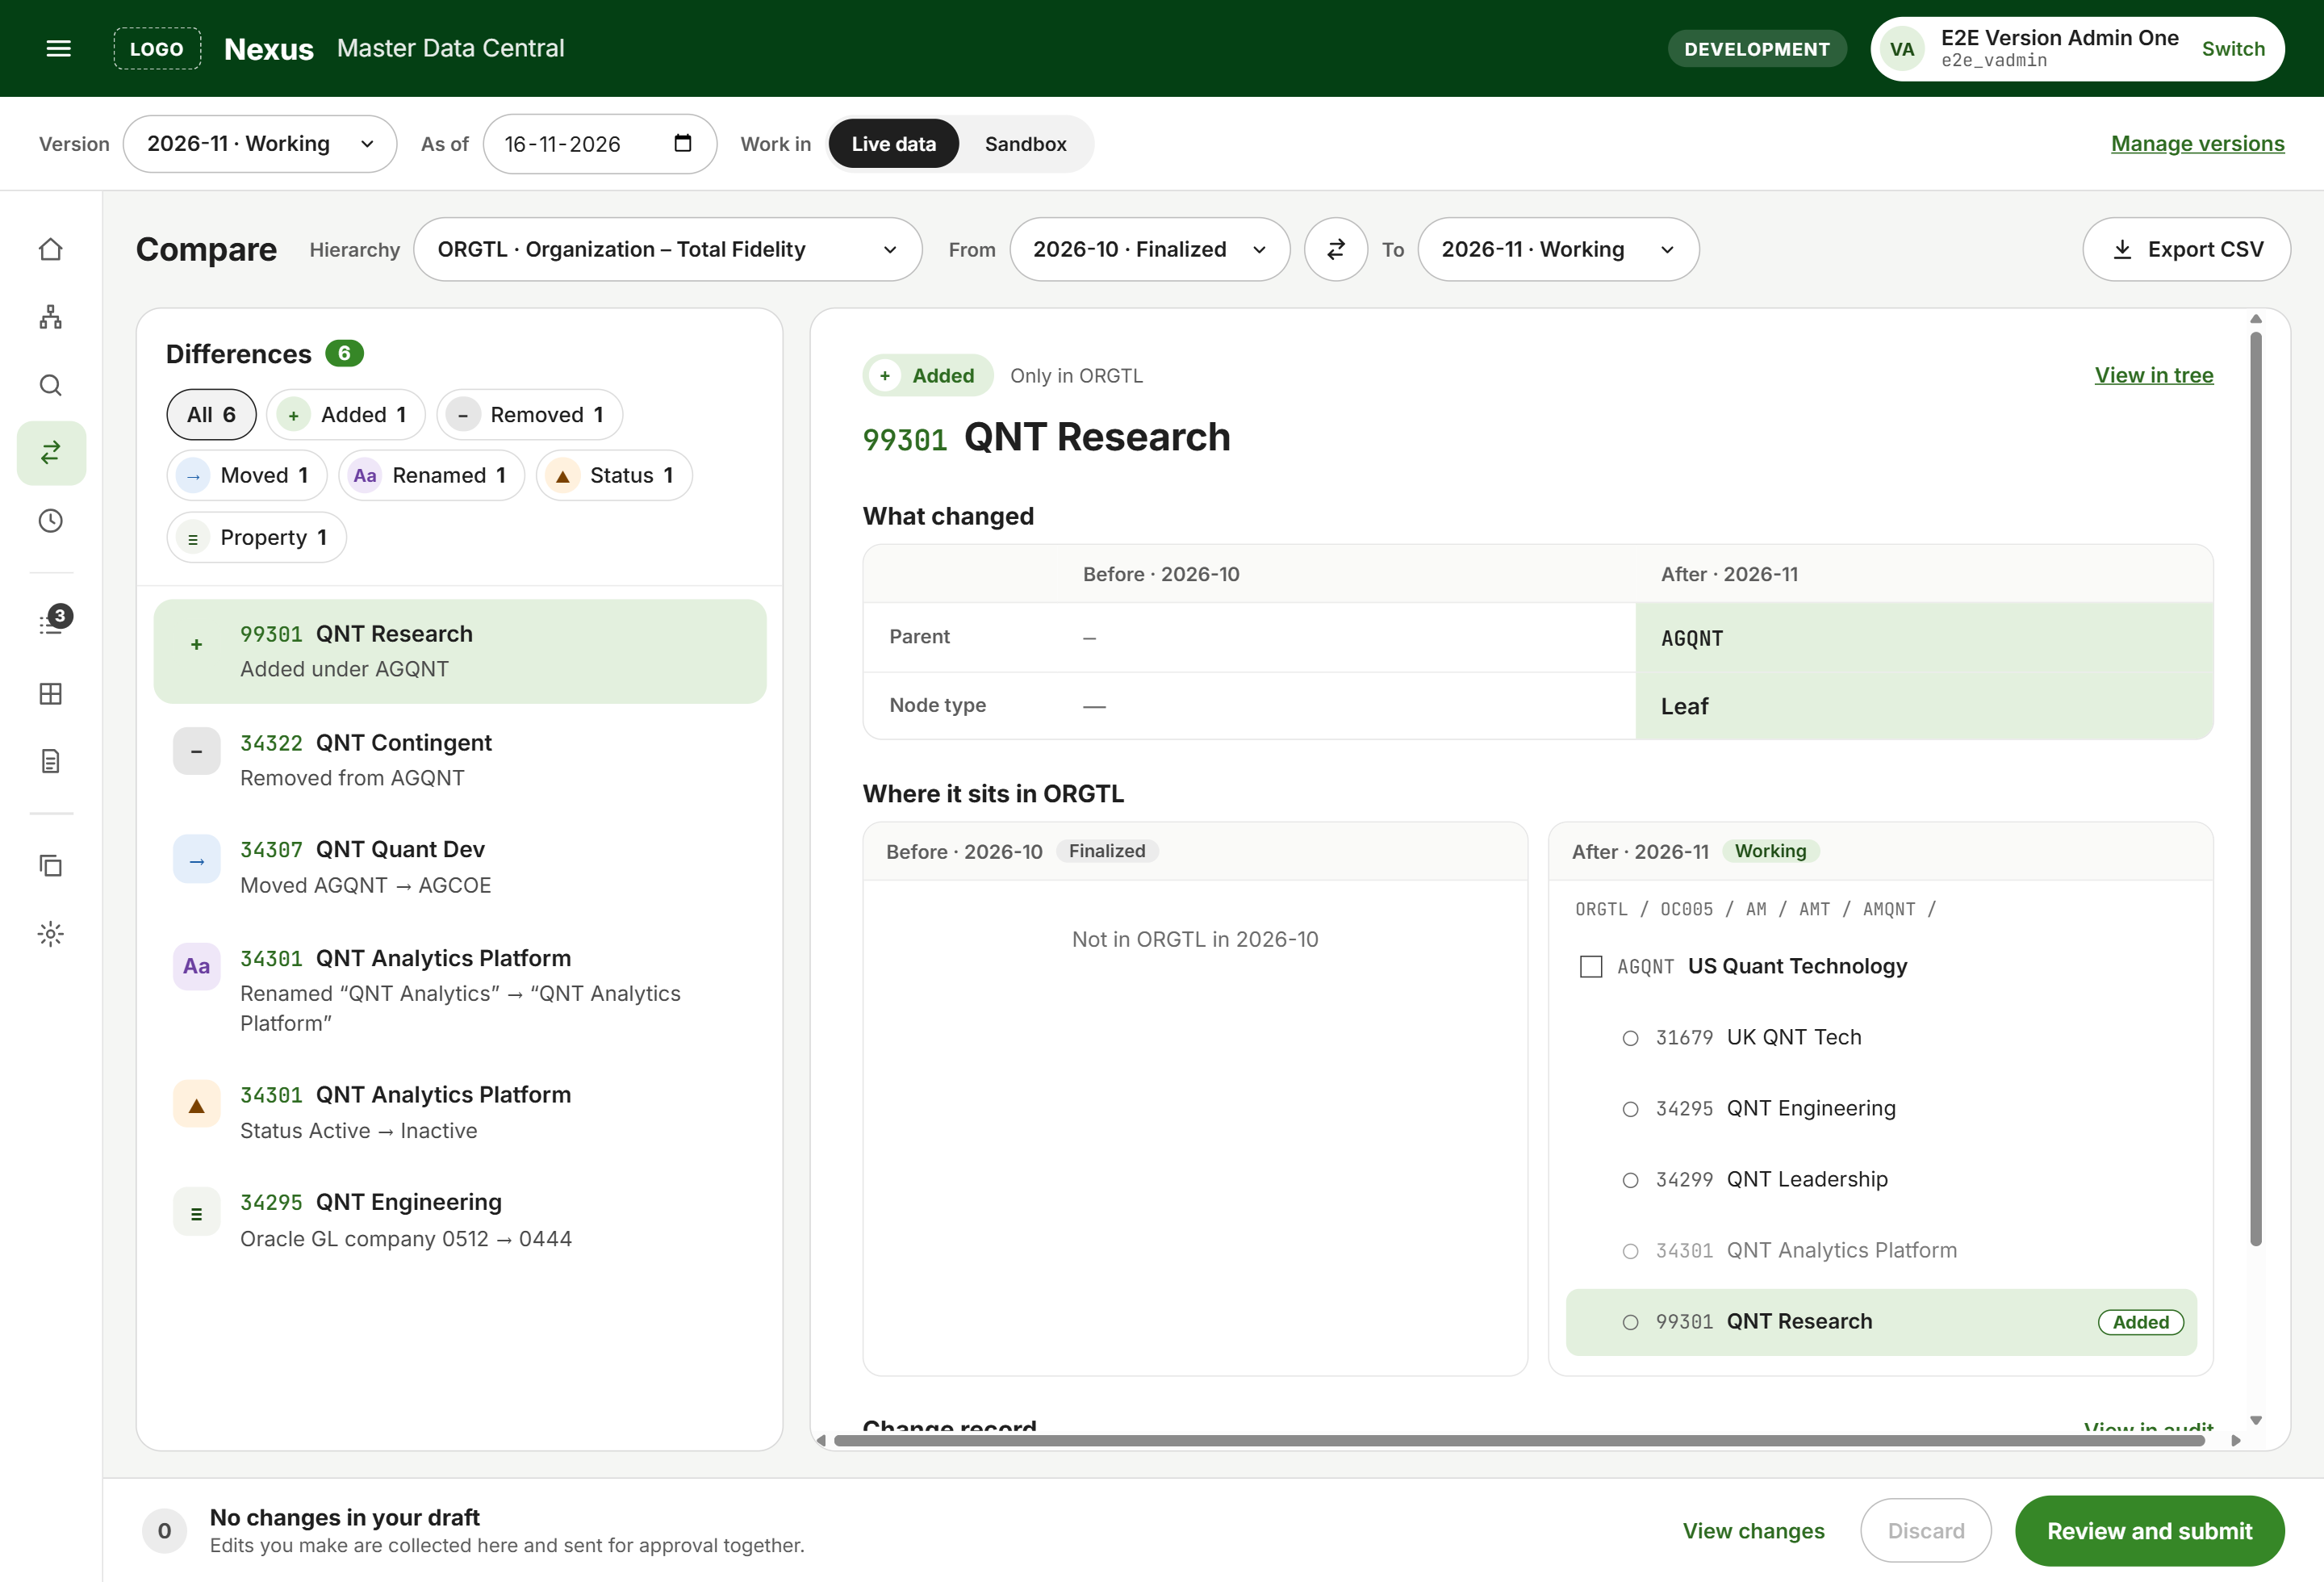 LOGO Nexus Master Data Central
DEVELOPMENT
VA E2E Version Admin One
e2e_vadmin
Switch
Version 2026-11 · Working As of 16-11-2026 Work in Live data Sandbox Manage versions
Compare Hierarchy ORGTL · Organization – Total Fidelity From 2026-10 · Finalized To 2026-11 · Working Export CSV
3
Differences 6
All 6 + Added 1 − Removed 1
→ Moved 1 Aa Renamed 1 ▲ Status 1
Property 1
+ 99301 QNT Research
Added under AGQNT
− 34322 QNT Contingent
Removed from AGQNT
→ 34307 QNT Quant Dev
Moved AGQNT → AGCOE
Aa 34301 QNT Analytics Platform
Renamed “QNT Analytics” → “QNT Analytics
Platform”
▲ 34301 QNT Analytics Platform
Status Active → Inactive
34295 QNT Engineering
Oracle GL company 0512 → 0444
+ Added Only in ORGTL View in tree
99301 QNT Research
What changed
Before · 2026-10 After · 2026-11
Parent – AGQNT
Node type — Leaf
Where it sits in ORGTL
Before · 2026-10 Finalized
Not in ORGTL in 2026-10
After · 2026-11 Working
ORGTL / OC005 / AM / AMT / AMQNT /
AGQNT US Quant Technology
31679 UK QNT Tech
34295 QNT Engineering
34299 QNT Leadership
34301 QNT Analytics Platform
99301 QNT Research Added
Change record View in audit
0 No changes in your draft
Edits you make are collected here and sent for approval together.
View changes Discard Review and submit